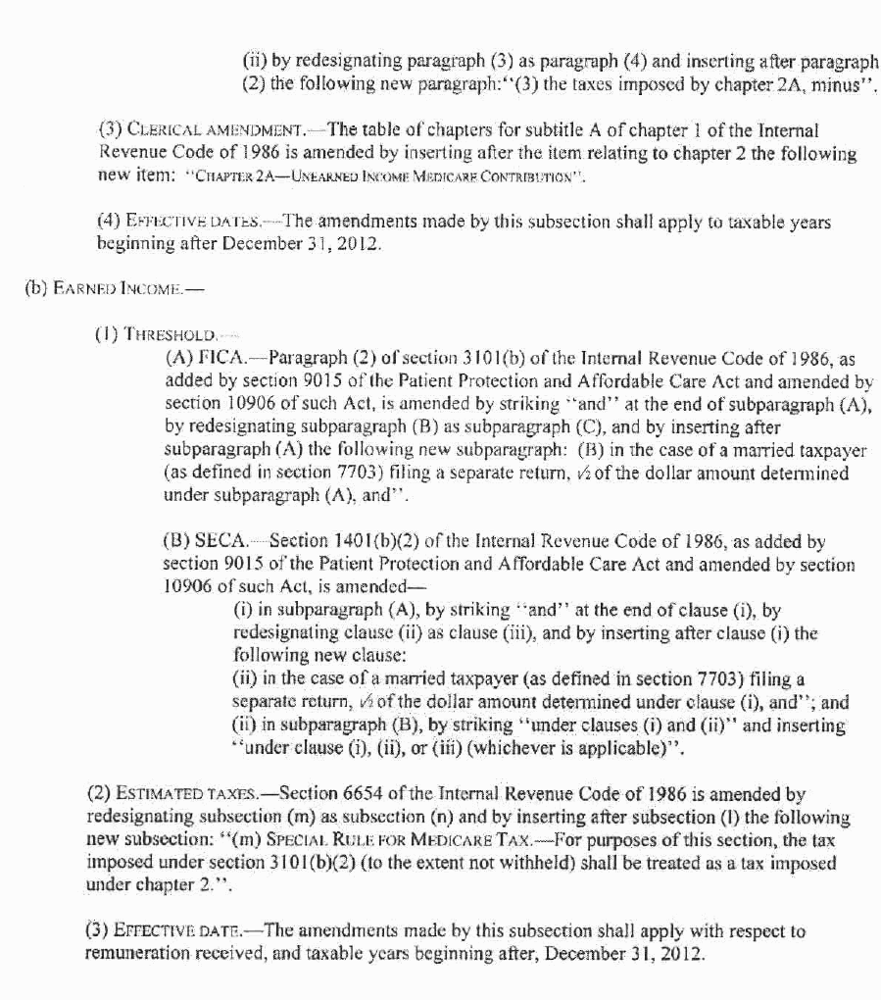 (ii) by redesignating paragraph (3) as paragraph (4) and inserting after paragraph
(2) the following new paragraph:“(3) the taxes imposed by chapter 2A, minus”.
(3) CLERICAL AMENDMENT.—The table of chapters for subtitle A of chapter 1 of the Internal
Revenue Code of 1986 is amended by inserting after the item relating to chapter 2 the following
new item: “CHAPTER 2A—UNEARNED INCOME MEDICARE CONTRIBUTION”.
(4) EFFECTIVE DATES.—The amendments made by this subsection shall apply to taxable years
beginning after December 31, 2012.
(b) EARNED INCOME.—
(1) THRESHOLD.—
(A) FICA.—Paragraph (2) of section 3101(b) of the Internal Revenue Code of 1986, as
added by section 9015 of the Patient Protection and Affordable Care Act and amended by
section 10906 of such Act, is amended by striking “and” at the end of subparagraph (A),
by redesignating subparagraph (B) as subparagraph (C), and by inserting after
subparagraph (A) the following new subparagraph: (B) in the case of a married taxpayer
(as defined in section 7703) filing a separate return, ½ of the dollar amount determined
under subparagraph (A), and”.
(B) SECA.—Section 1401(b)(2) of the Internal Revenue Code of 1986, as added by
section 9015 of the Patient Protection and Affordable Care Act and amended by section
10906 of such Act, is amended—
(i) in subparagraph (A), by striking “and” at the end of clause (i), by
redesignating clause (ii) as clause (iii), and by inserting after clause (i) the
following new clause:
(ii) in the case of a married taxpayer (as defined in section 7703) filing a
separate return, ½ of the dollar amount determined under clause (i), and”; and
(ii) in subparagraph (B), by striking “under clauses (i) and (ii)” and inserting
“under clause (i), (ii), or (iii) (whichever is applicable)”.
(2) ESTIMATED TAXES.—Section 6654 of the Internal Revenue Code of 1986 is amended by
redesignating subsection (m) as subsection (n) and by inserting after subsection (l) the following
new subsection: “(m) SPECIAL RULE FOR MEDICARE TAX.—For purposes of this section, the tax
imposed under section 3101(b)(2) (to the extent not withheld) shall be treated as a tax imposed
under chapter 2.”.
(3) EFFECTIVE DATE.—The amendments made by this subsection shall apply with respect to
remuneration received, and taxable years beginning after, December 31, 2012.